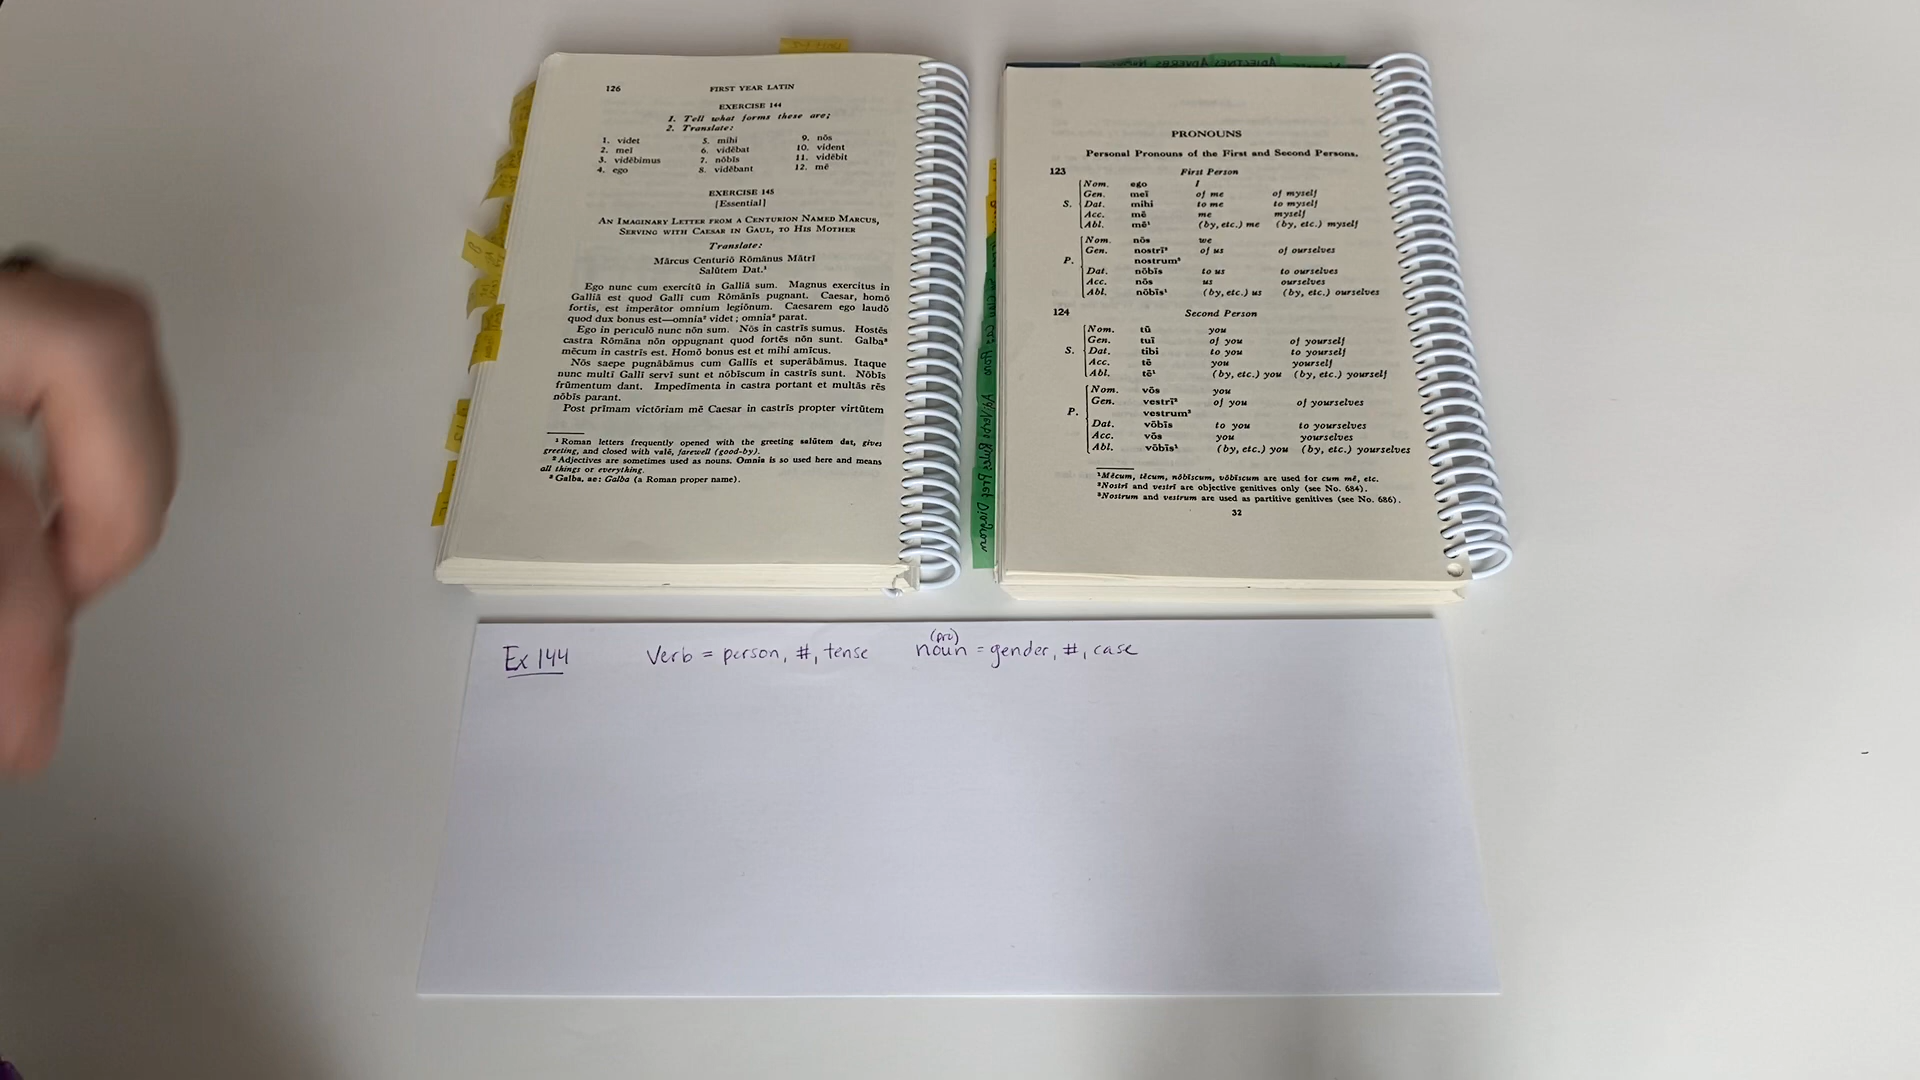 126 FIRST YEAR LATIN
EXERCISE 144
1. Tell what forms these are;
2. Translate:
1. videt 5. mihi 9. nōs
2. meī 6. vidēbat 10. vident
3. vidēbimus 7. nōbīs 11. vidēbit
4. ego 8. vidēbant 12. mē
EXERCISE 145
[Essential]
AN IMAGINARY LETTER FROM A CENTURION NAMED MARCUS,
SERVING WITH CAESAR IN GAUL, TO HIS MOTHER
Translate:
Mārcus Centuriō Rōmānus Mātrī
Salūtem Dat.¹
Ego nunc cum exercitū in Galliā sum. Magnus exercitus in
Galliā est quod Gallī cum Rōmānīs pugnant. Caesar, homō
fortis, est imperātor omnium legiōnum. Caesarem ego laudō
quod dux bonus est—omnia² videt; omnia² parat.
Ego in perīculō nunc nōn sum. Nōs in castrīs sumus. Hostēs
castra Rōmāna nōn oppugnant quod fortēs nōn sunt. Galba³
mēcum in castrīs est. Homō bonus est et mihi amīcus.
Nōs saepe pugnābāmus cum Gallīs et superābāmus. Itaque
nunc multī Gallī servī sunt et nōbīscum in castrīs sunt. Nōbīs
frūmentum dant. Impedīmenta in castra portant et multās rēs
nōbīs parant.
Post prīmam victōriam mē Caesar in castrīs propter virtūtem
¹ Roman letters frequently opened with the greeting salūtem dat, gives
greeting, and closed with valē, farewell (good-by).
² Adjectives are sometimes used as nouns. Omnia is so used here and means
all things or everything.
³ Galba, ae: Galba (a Roman proper name).
PRONOUNS
Personal Pronouns of the First and Second Persons.
123 First Person
Nom. ego I
Gen. meī of me of myself
S. Dat. mihi to me to myself
Acc. mē me myself
Abl. mē¹ (by, etc.) me (by, etc.) myself
Nom. nōs we
Gen. nostrī² of us of ourselves
P. nostrum³
Dat. nōbīs to us to ourselves
Acc. nōs us ourselves
Abl. nōbīs¹ (by, etc.) us (by, etc.) ourselves
124 Second Person
Nom. tū you
Gen. tuī of you of yourself
S. Dat. tibi to you to yourself
Acc. tē you yourself
Abl. tē¹ (by, etc.) you (by, etc.) yourself
Nom. vōs you
Gen. vestrī² of you of yourselves
P. vestrum³
Dat. vōbīs to you to yourselves
Acc. vōs you yourselves
Abl. vōbīs¹ (by, etc.) you (by, etc.) yourselves
¹Mēcum, tēcum, nōbīscum, vōbīscum are used for cum mē, etc.
²Nostrī and vestrī are objective genitives only (see No. 684).
³Nostrum and vestrum are used as partitive genitives (see No. 686).
32
Ex 144 Verb = person, #, tense (pro) noun = gender, #, case